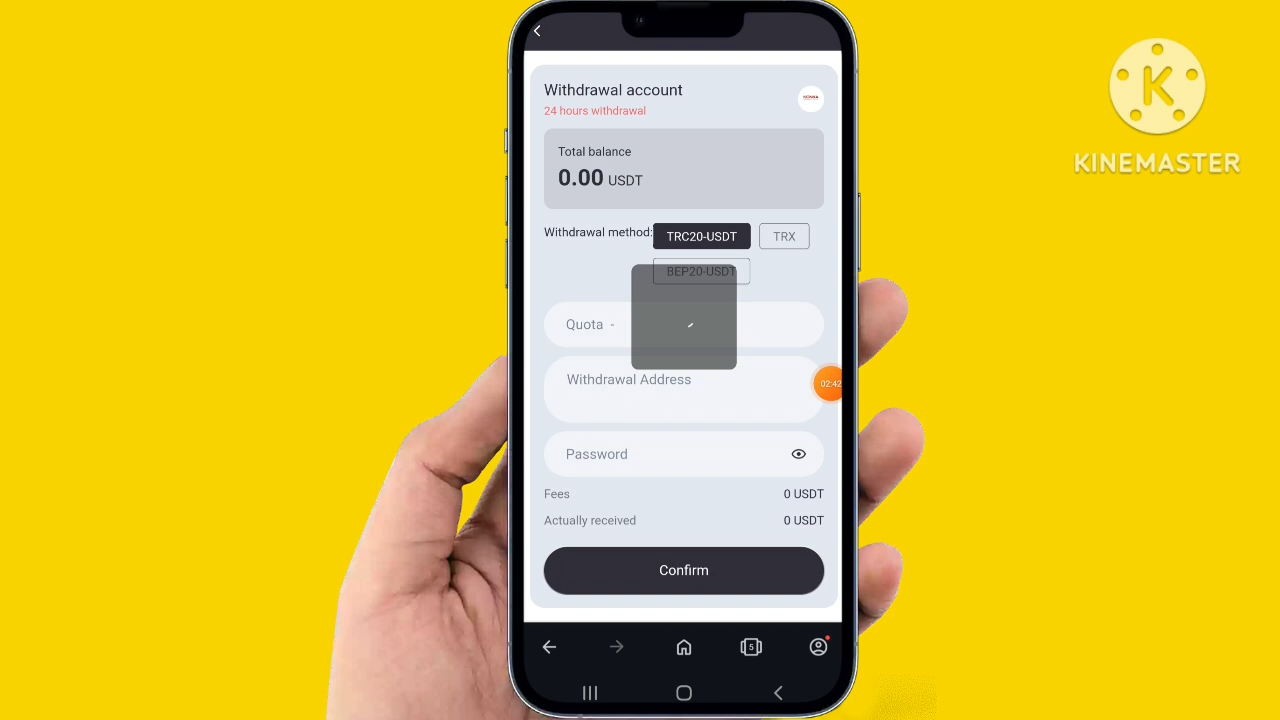 Withdrawal account
24 hours withdrawal
Total balance
0.00 USDT
Withdrawal method:
TRC20-USDT
TRX
BEP20-USDT
Quota -
Withdrawal Address
02:42
Password
Fees 0 USDT
Actually received 0 USDT
Confirm
5
K
KINEMASTER